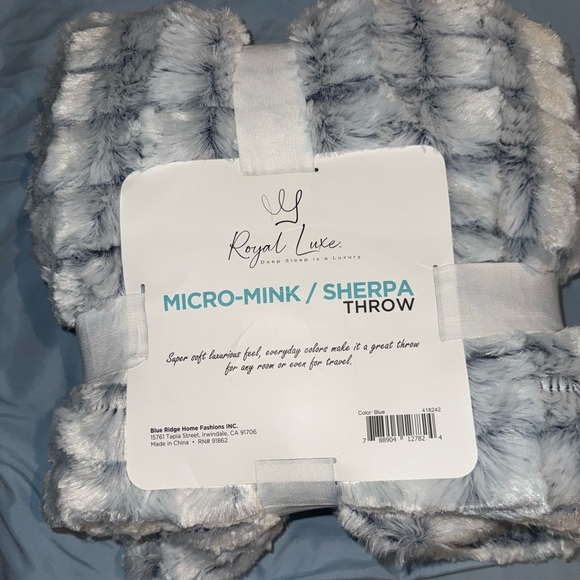 Royal Luxe.
Deep Sleep is a Luxury
MICRO-MINK / SHERPA
THROW
Super soft luxurious feel, everyday colors make it a great throw
for any room or even for travel.
Blue Ridge Home Fashions INC.
15761 Tapia Street, Irwindale, CA 91706
Made in China • RN# 91862
Color: Blue 418242
7 88904 12782 4